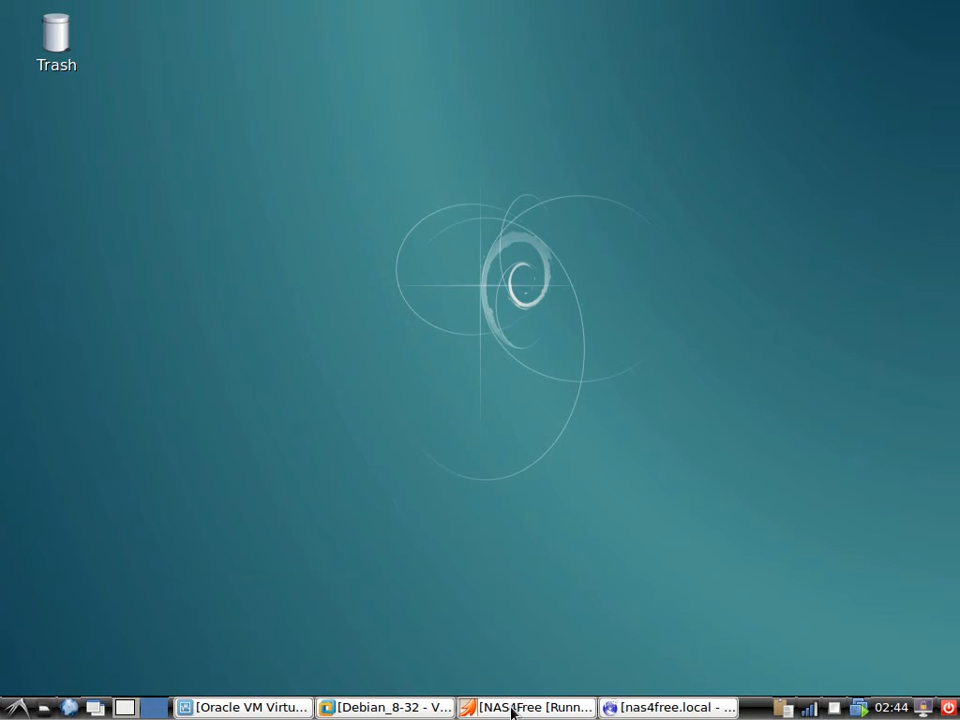 Trash
[Oracle VM Virtu...
[Debian_8-32 - V...
[NAS4Free [Runn...
[nas4free.local - ...
02:44